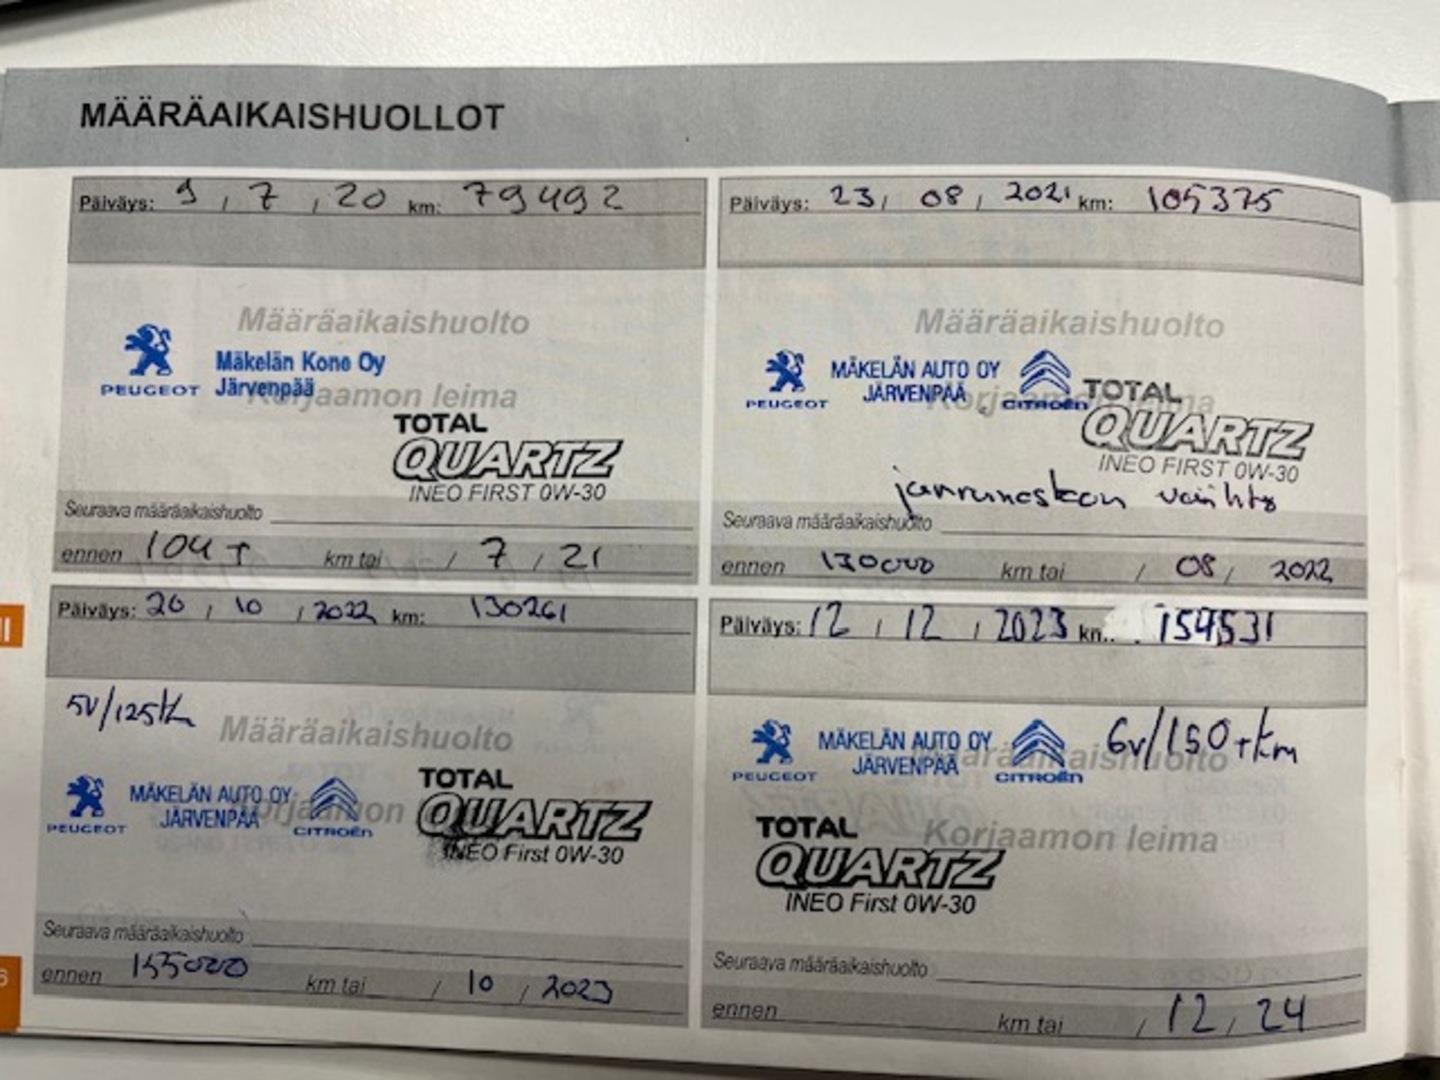 MÄÄRÄAIKAISHUOLLOT
Päiväys: 9 / 7 / 20 km: 79492
Määräaikaishuolto
PEUGEOT
Mäkelän Kone Oy
Järvenpää
Korjaamon leima
TOTAL
QUARTZ
INEO FIRST 0W-30
Seuraava määräaikaishuolto
ennen 104 T km tai / 7 / 21
Päiväys: 23 / 08 / 2021 km: 105375
Määräaikaishuolto
PEUGEOT
MÄKELÄN AUTO OY
JÄRVENPÄÄ
CITROËN
Korjaamon leima
TOTAL
QUARTZ
INEO FIRST 0W-30
jarrunesteen vaihto
Seuraava määräaikaishuolto
ennen 130000 km tai / 08 / 2022
Päiväys: 20 / 10 / 2022 km: 130261
5V/125tkm
Määräaikaishuolto
PEUGEOT
MÄKELÄN AUTO OY
JÄRVENPÄÄ
CITROËN
Korjaamon leima
TOTAL
QUARTZ
INEO First 0W-30
Seuraava määräaikaishuolto
ennen 155000 km tai / 10 / 2023
Päiväys: 12 / 12 / 2023 km: 154531
6v/150tkm
Määräaikaishuolto
PEUGEOT
MÄKELÄN AUTO OY
JÄRVENPÄÄ
CITROËN
Korjaamon leima
TOTAL
QUARTZ
INEO First 0W-30
Seuraava määräaikaishuolto
ennen km tai / 12 / 24